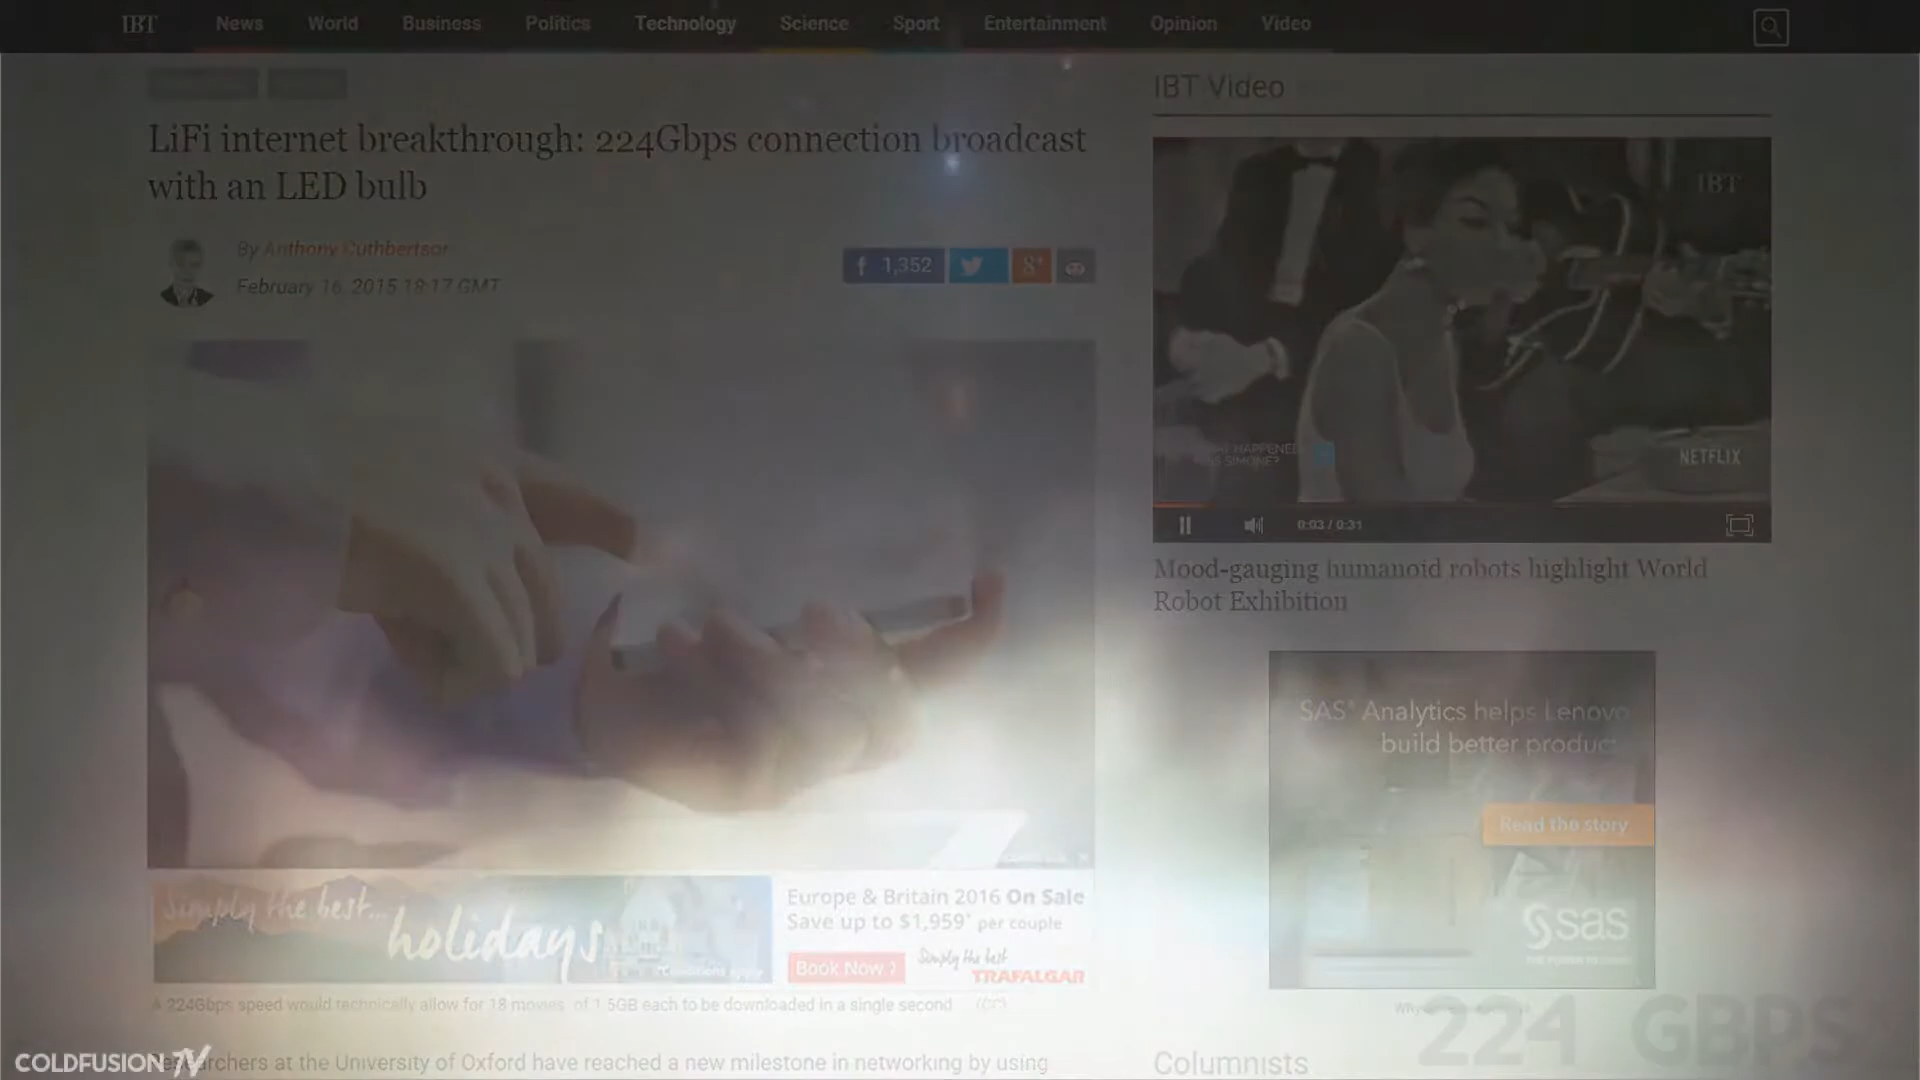 IBT News World Business Politics Technology Science Sport Entertainment Opinion Video
LiFi internet breakthrough: 224Gbps connection broadcast
with an LED bulb
By Anthony Cuthbertson
February 16, 2015 19:17 GMT
1,352
IBT Video
IBT
HAPPENED
SIMONE?
NETFLIX
0:03 / 0:31
Mood-gauging humanoid robots highlight World
Robot Exhibition
SAS® Analytics helps Lenovo
build better product
Read the story
sas
Simply the best...
holidays
*Conditions apply
Europe & Britain 2016 On Sale
Save up to $1,959* per couple
Book Now
Simply the best
TRAFALGAR
A 224Gbps speed would technically allow for 18 movies of 1.5GB each to be downloaded in a single second
224 GBPS
COLDFUSION TV
Researchers at the University of Oxford have reached a new milestone in networking by using
Columnists